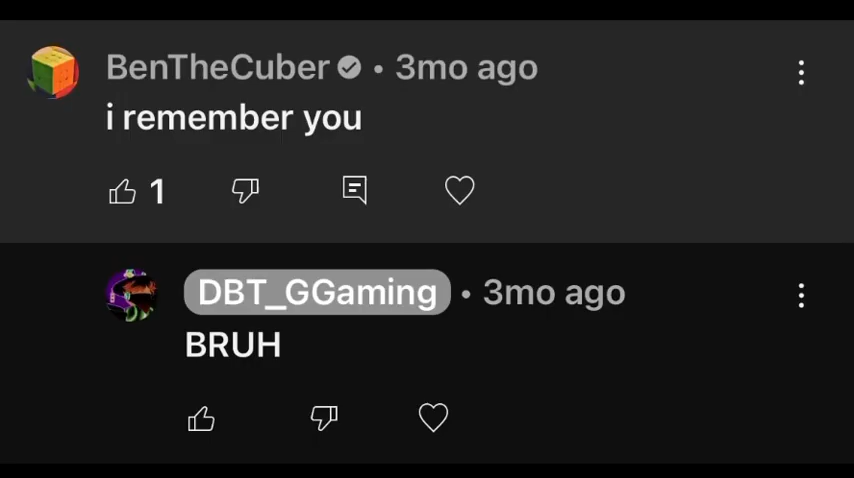 BenTheCuber • 3mo ago
i remember you
1
DBT_GGaming • 3mo ago
BRUH